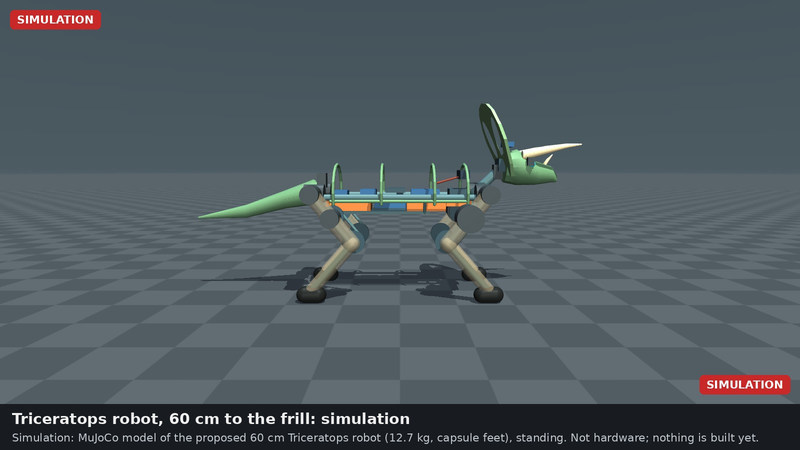 SIMULATION
SIMULATION
Triceratops robot, 60 cm to the frill: simulation
Simulation: MuJoCo model of the proposed 60 cm Triceratops robot (12.7 kg, capsule feet), standing. Not hardware; nothing is built yet.